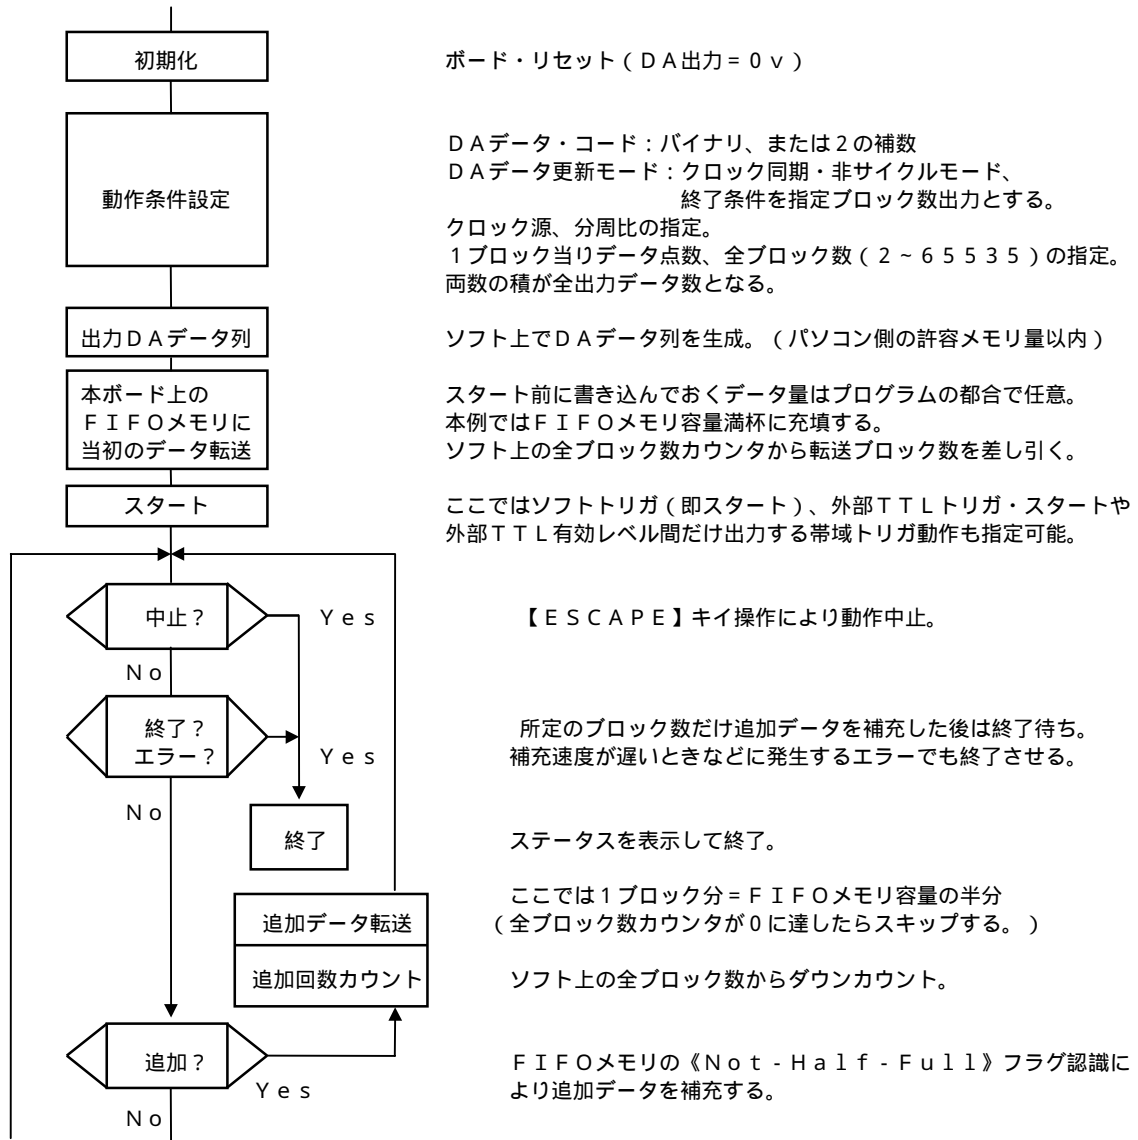 初期化
ボード・リセット(DA出力=0v)
動作条件設定
DAデータ・コード:バイナリ、または2の補数
DAデータ更新モード:クロック同期・非サイクルモード、
終了条件を指定ブロック数出力とする。
クロック源、分周比の指定。
1ブロック当りデータ点数、全ブロック数(2~65535)の指定。
両数の積が全出力データ数となる。
出力DAデータ列
ソフト上でDAデータ列を生成。(パソコン側の許容メモリ量以内)
本ボード上の
FIFOメモリに
当初のデータ転送
スタート前に書き込んでおくデータ量はプログラムの都合で任意。
本例ではFIFOメモリ容量満杯に充填する。
ソフト上の全ブロック数カウンタから転送ブロック数を差し引く。
スタート
ここではソフトトリガ(即スタート)、外部TTLトリガ・スタートや
外部TTL有効レベル間だけ出力する帯域トリガ動作も指定可能。
中止?
Yes
【ESCAPE】キイ操作により動作中止。
No
終了?
エラー?
Yes
所定のブロック数だけ追加データを補充した後は終了待ち。
補充速度が遅いときなどに発生するエラーでも終了させる。
No
終了
ステータスを表示して終了。
追加データ転送
ここでは1ブロック分=FIFOメモリ容量の半分
(全ブロック数カウンタが0に達したらスキップする。)
追加回数カウント
ソフト上の全ブロック数からダウンカウント。
追加?
Yes
FIFOメモリの《Not-Half-Full》フラグ認識に
より追加データを補充する。
No